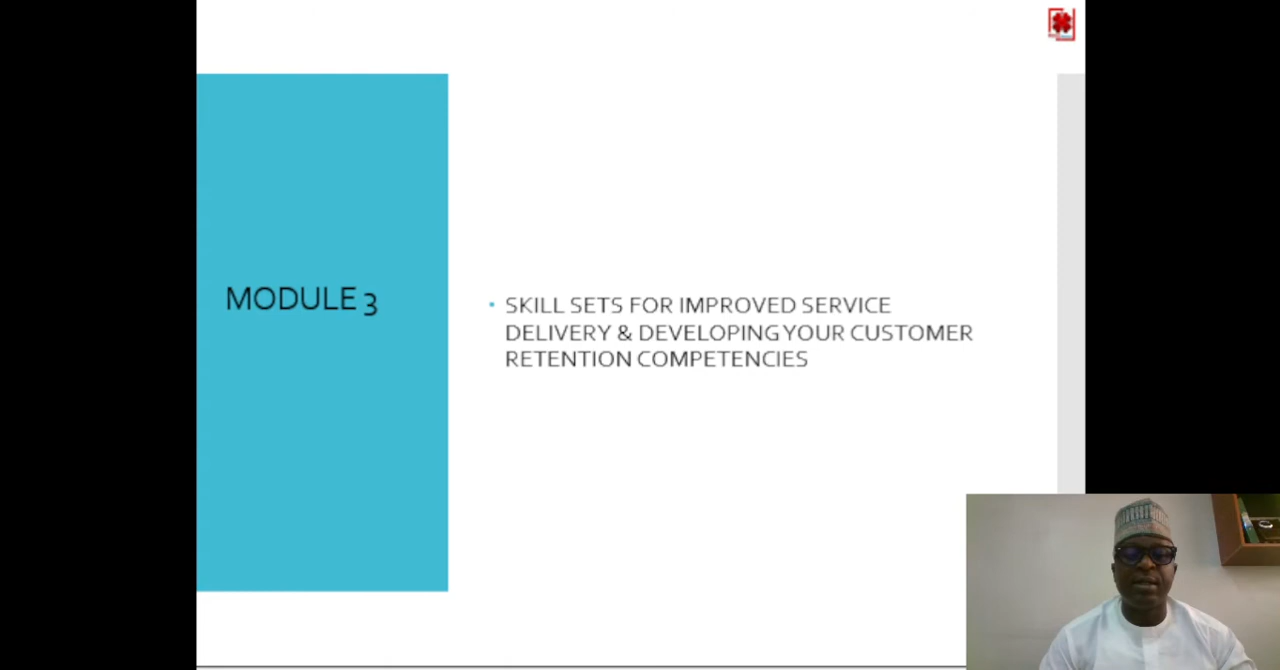 MODULE 3
• SKILL SETS FOR IMPROVED SERVICE
DELIVERY & DEVELOPING YOUR CUSTOMER
RETENTION COMPETENCIES